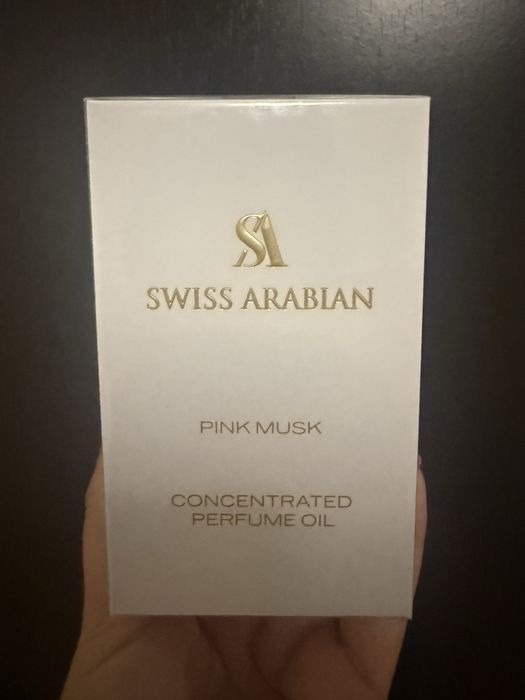 SA
SWISS ARABIAN
PINK MUSK
CONCENTRATED
PERFUME OIL